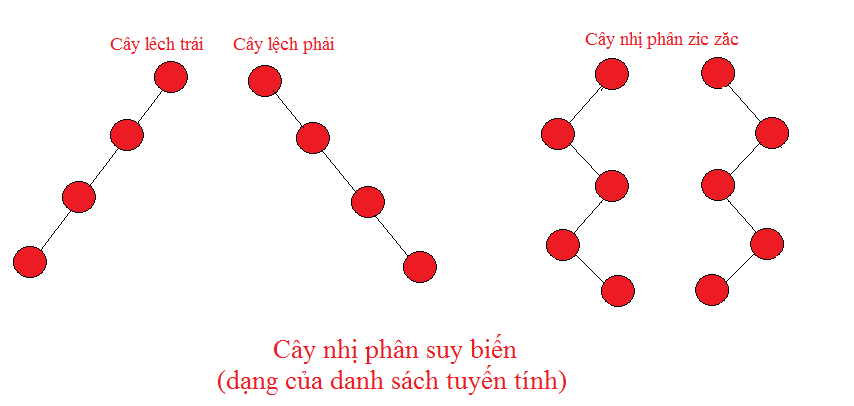 Cây lêch trái
Cây lệch phải
Cây nhị phân zic zăc
Cây nhị phân suy biến
(dạng của danh sách tuyến tính)